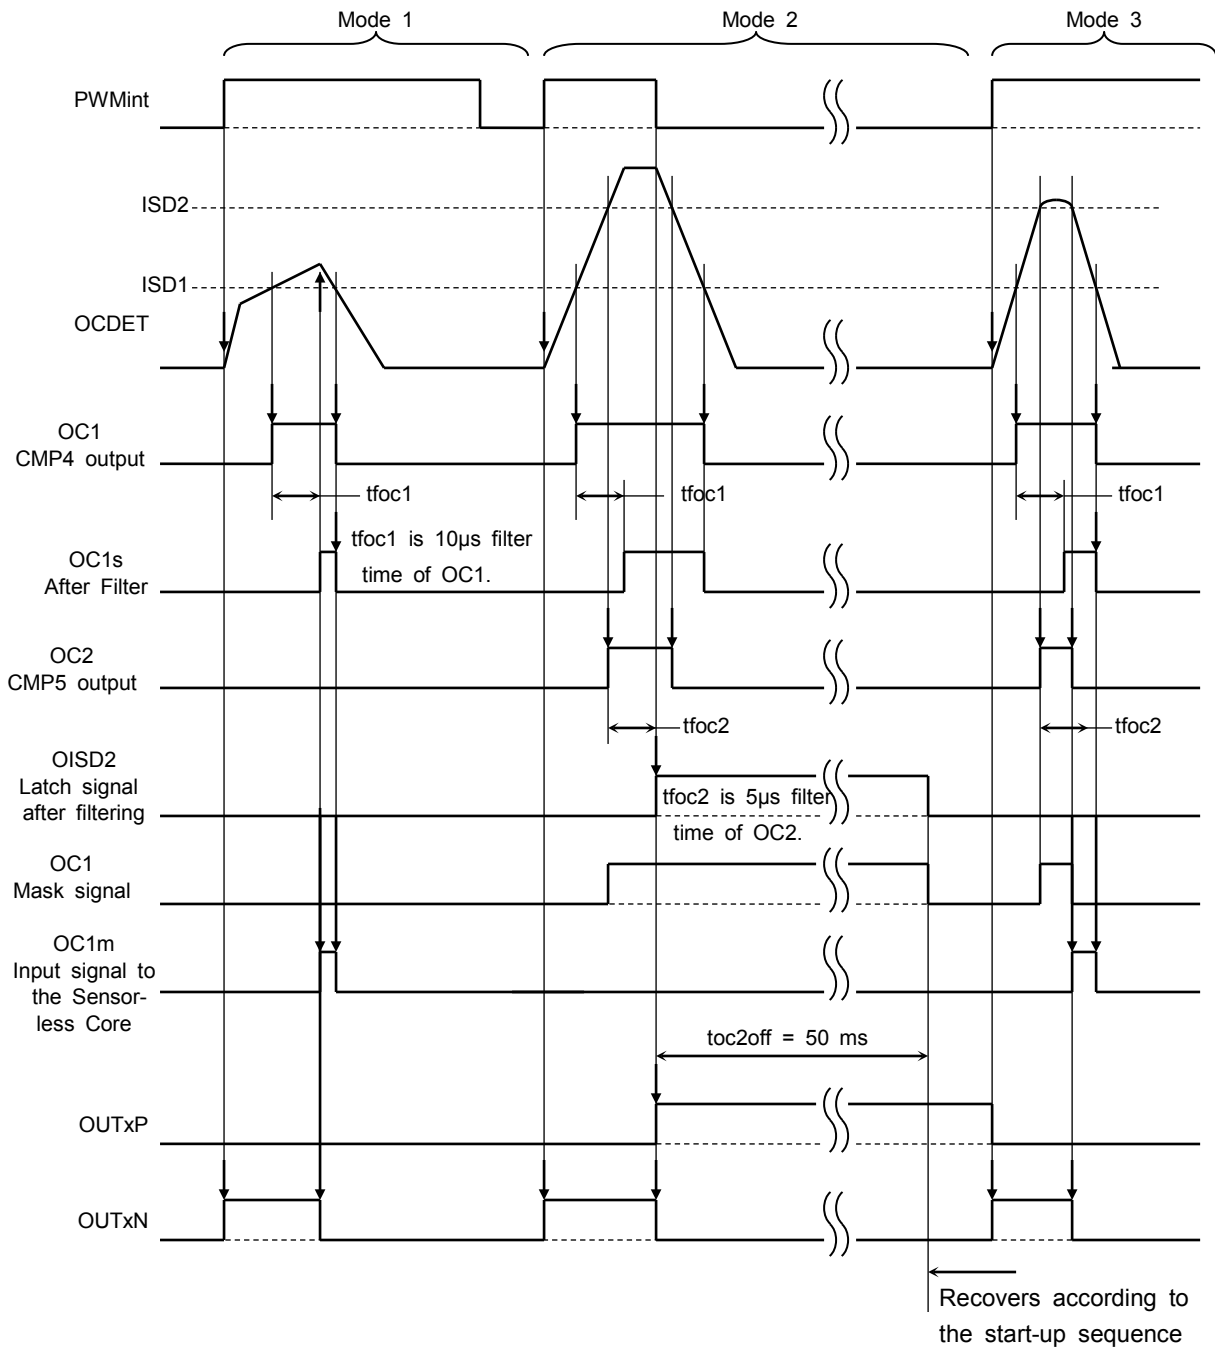 Mode 1
Mode 2
Mode 3
PWMint
ISD2
ISD1
OCDET
OC1
CMP4 output
tfoc1
tfoc1
tfoc1
tfoc1 is 10μs filter
time of OC1.
OC1s
After Filter
OC2
CMP5 output
tfoc2
tfoc2
OISD2
Latch signal
after filtering
tfoc2 is 5μs filter
time of OC2.
OC1
Mask signal
OC1m
Input signal to
the Sensor-
less Core
toc2off = 50 ms
OUTxP
OUTxN
Recovers according to
the start-up sequence